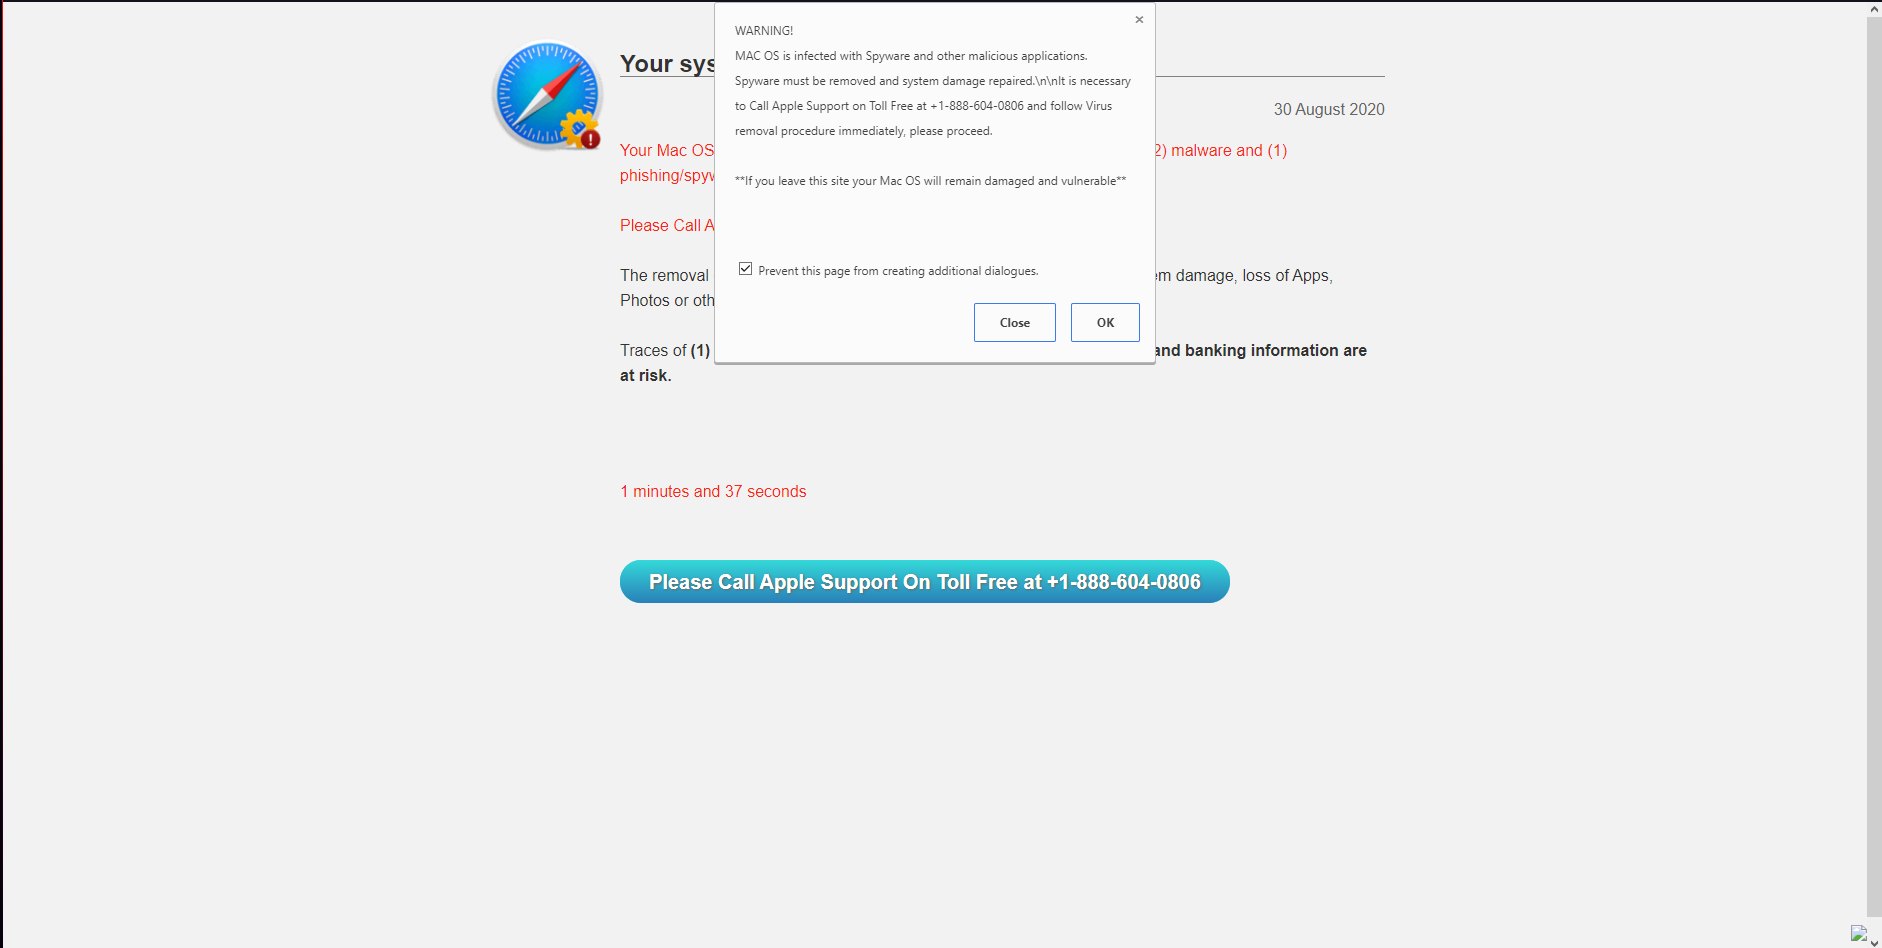 WARNING!
MAC OS is infected with Spyware and other malicious applications.
Spyware must be removed and system damage repaired.\n\nIt is necessary
to Call Apple Support on Toll Free at +1-888-604-0806 and follow Virus
removal procedure immediately, please proceed.
**If you leave this site your Mac OS will remain damaged and vulnerable**
Prevent this page from creating additional dialogues.
Close OK
Your sys
30 August 2020
Your Mac OS 2) malware and (1)
phishing/spyw
Please Call A
The removal em damage, loss of Apps,
Photos or oth
Traces of (1) and banking information are
at risk.
1 minutes and 37 seconds
Please Call Apple Support On Toll Free at +1-888-604-0806